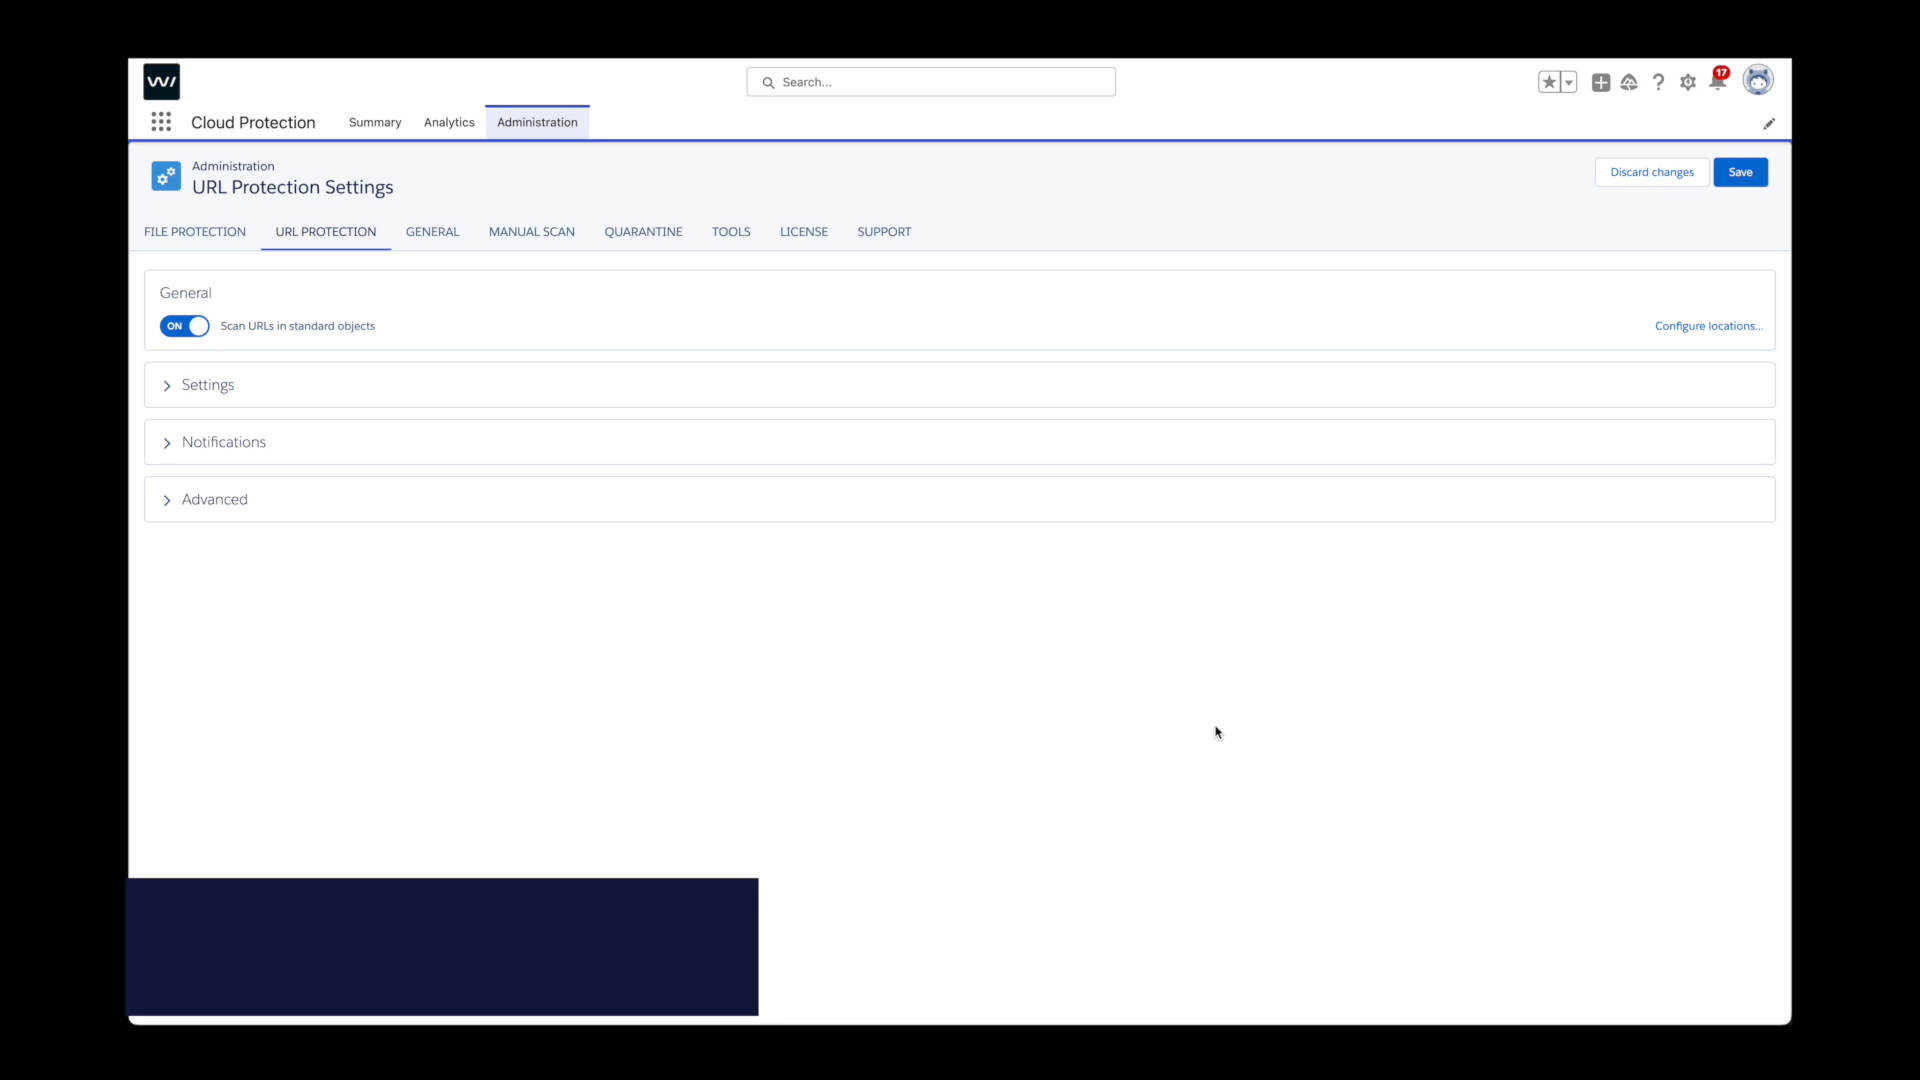 W/
Search...
17
Cloud Protection Summary Analytics Administration
Administration
URL Protection Settings
Discard changes Save
FILE PROTECTION URL PROTECTION GENERAL MANUAL SCAN QUARANTINE TOOLS LICENSE SUPPORT
General
ON Scan URLs in standard objects Configure locations...
Settings
Notifications
Advanced